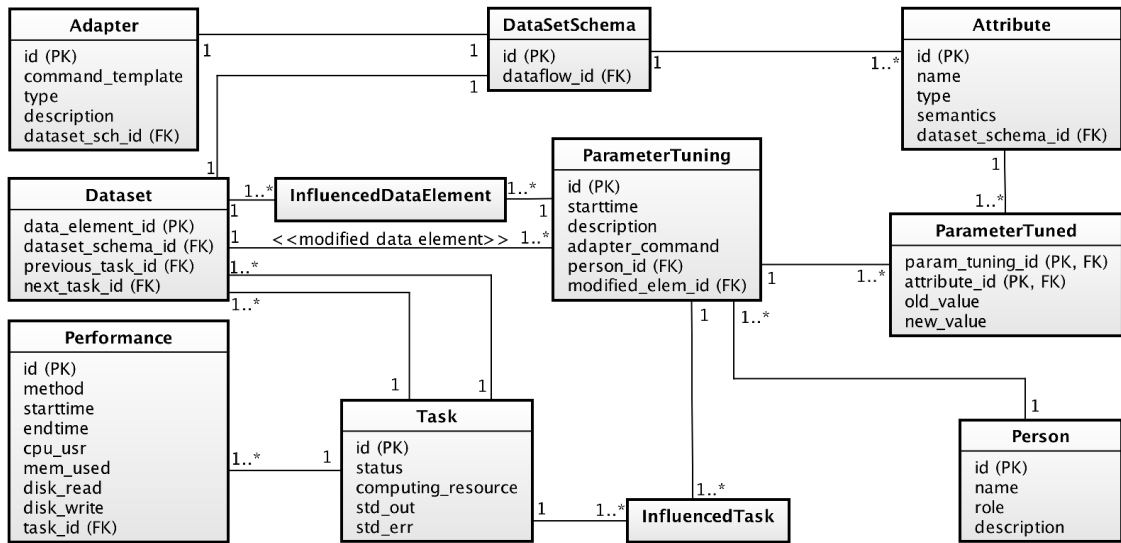 Adapter
id (PK)
command_template
type
description
dataset_sch_id (FK)
1
1
DataSetSchema
id (PK)
dataflow_id (FK)
1
1
1..*
Attribute
id (PK)
name
type
semantics
dataset_schema_id (FK)
1
1..*
1
Dataset
data_element_id (PK)
dataset_schema_id (FK)
previous_task_id (FK)
next_task_id (FK)
1..*
1
InfluencedDataElement
1..*
1
1
<<modified data element>>
1..*
ParameterTuning
id (PK)
starttime
description
adapter_command
person_id (FK)
modified_elem_id (FK)
1
1..*
ParameterTuned
param_tuning_id (PK, FK)
attribute_id (PK, FK)
old_value
new_value
1..*
1..*
1
1..*
Performance
id (PK)
method
starttime
endtime
cpu_usr
mem_used
disk_read
disk_write
task_id (FK)
1..*
1
1
1
Task
id (PK)
status
computing_resource
std_out
std_err
1
1..*
1..*
InfluencedTask
1
Person
id (PK)
name
role
description